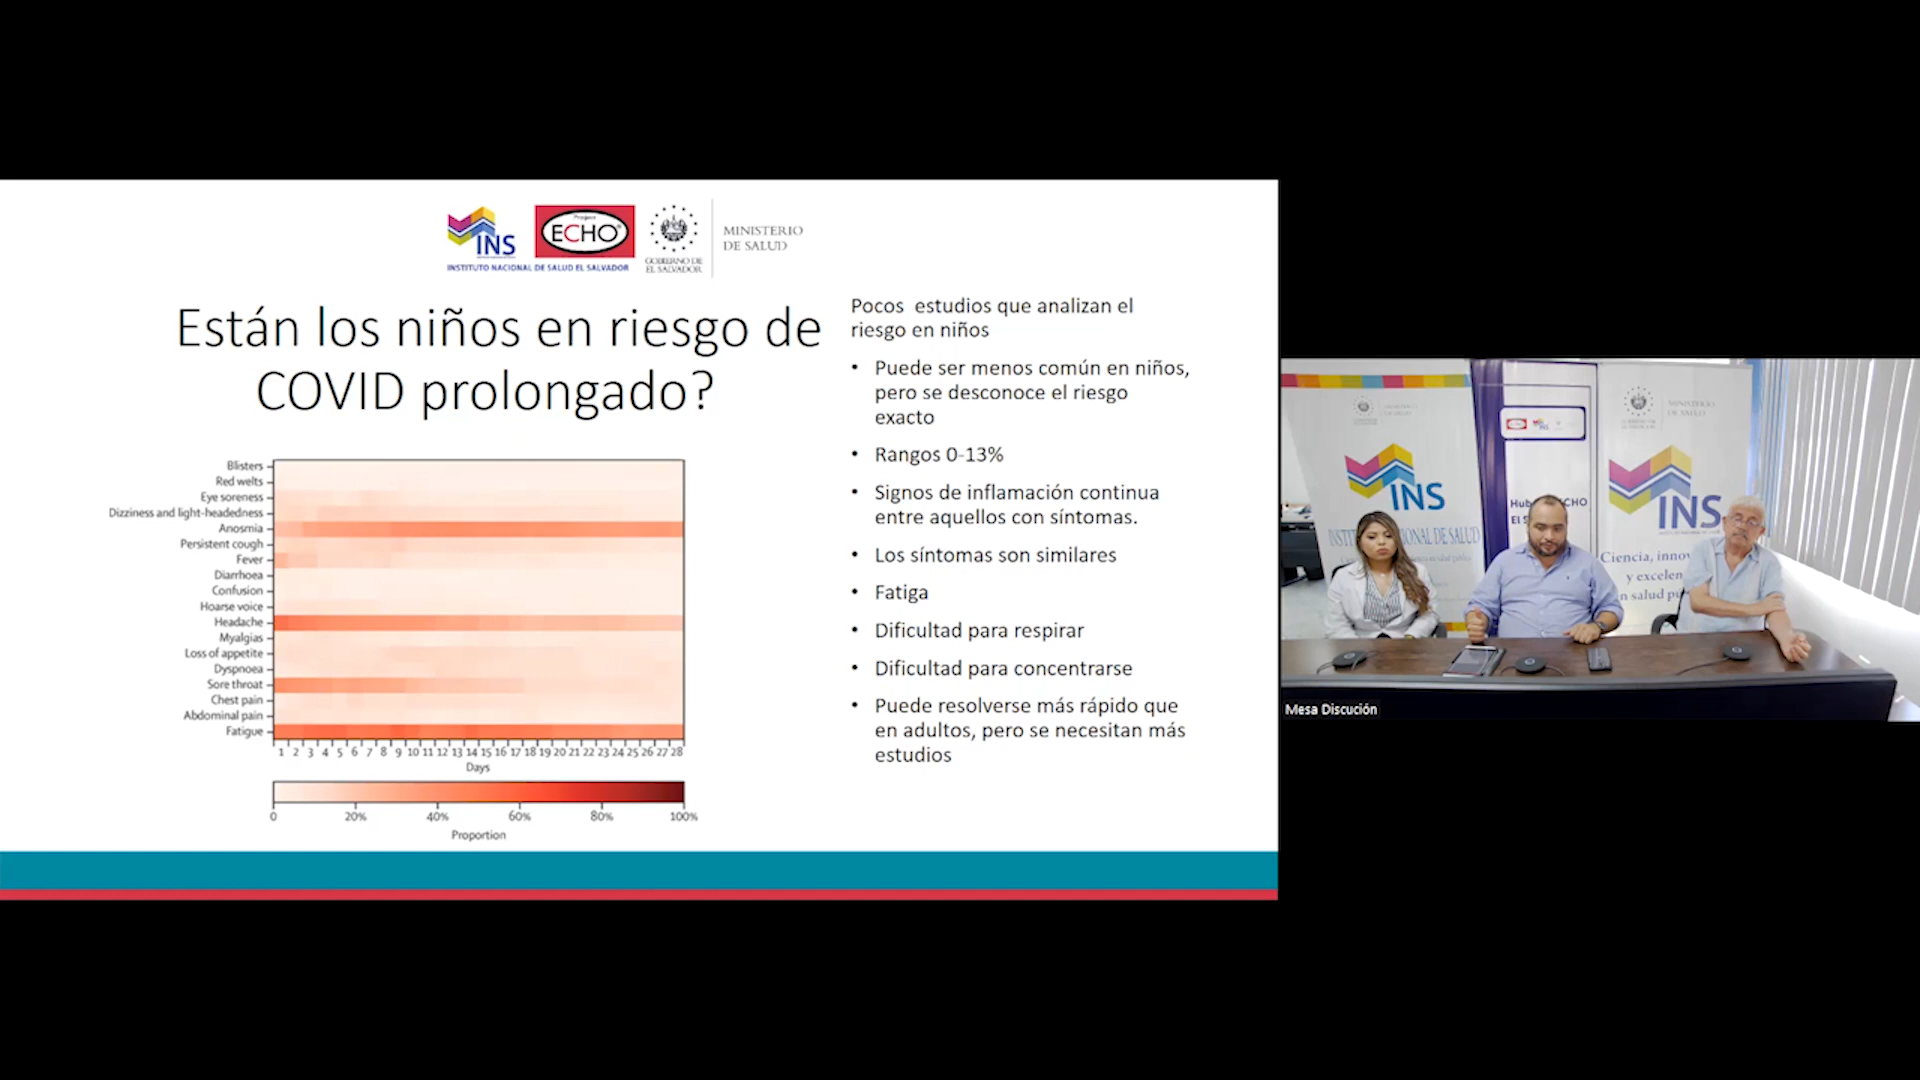 INS
INSTITUTO NACIONAL DE SALUD EL SALVADOR
Project
ECHO
GOBIERNO DE
EL SALVADOR
MINISTERIO
DE SALUD
Están los niños en riesgo de
COVID prolongado?
Blisters
Red welts
Eye soreness
Dizziness and light-headedness
Anosmia
Persistent cough
Fever
Diarrhoea
Confusion
Hoarse voice
Headache
Myalgias
Loss of appetite
Dyspnoea
Sore throat
Chest pain
Abdominal pain
Fatigue
1 2 3 4 5 6 7 8 9 10 11 12 13 14 15 16 17 18 19 20 21 22 23 24 25 26 27 28
Days
0 20% 40% 60% 80% 100%
Proportion
Pocos estudios que analizan el
riesgo en niños
• Puede ser menos común en niños,
pero se desconoce el riesgo
exacto
• Rangos 0-13%
• Signos de inflamación continua
entre aquellos con síntomas.
• Los síntomas son similares
• Fatiga
• Dificultad para respirar
• Dificultad para concentrarse
• Puede resolverse más rápido que
en adultos, pero se necesitan más
estudios
INS
MINISTERIO
DE SALUD
INS
Ciencia, innov
y excelen
n salud pú
Mesa Discución